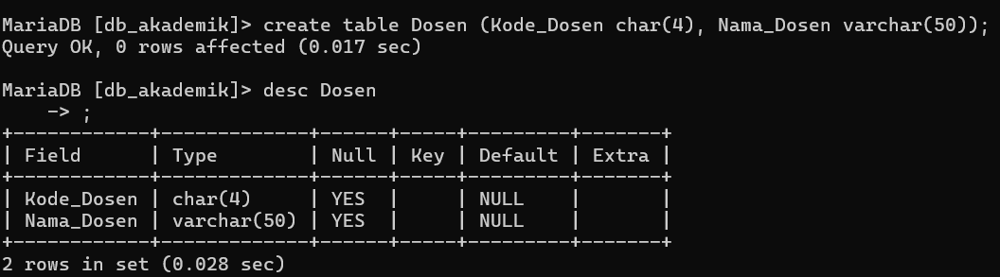 MariaDB [db_akademik]> create table Dosen (Kode_Dosen char(4), Nama_Dosen varchar(50));
Query OK, 0 rows affected (0.017 sec)
MariaDB [db_akademik]> desc Dosen
    -> ;
+------------+-------------+------+-----+---------+-------+
| Field      | Type        | Null | Key | Default | Extra |
+------------+-------------+------+-----+---------+-------+
| Kode_Dosen | char(4)     | YES  |     | NULL    |       |
| Nama_Dosen | varchar(50) | YES  |     | NULL    |       |
+------------+-------------+------+-----+---------+-------+
2 rows in set (0.028 sec)